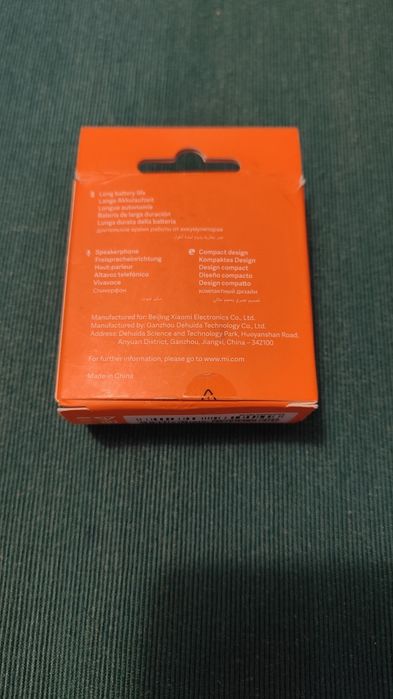 Long battery life
Lange Akkulaufzeit
Longue autonomie
Batería de larga duración
Lunga durata della batteria
длительное время работы от аккумулятора
Speakerphone
Freisprecheinrichtung
Haut-parleur
Altavoz telefónico
Vivavoce
Спикерфон
Compact design
Kompaktes Design
Design compact
Diseño compacto
Design compatto
компактный дизайн
Manufactured for: Beijing Xiaomi Electronics Co., Ltd.
Manufactured by: Ganzhou Dehuida Technology Co., Ltd.
Address: Dehuida Science and Technology Park, Huoyanshan Road,
Anyuan District, Ganzhou, Jiangxi, China – 342100
For further information, please go to www.mi.com
Made in China